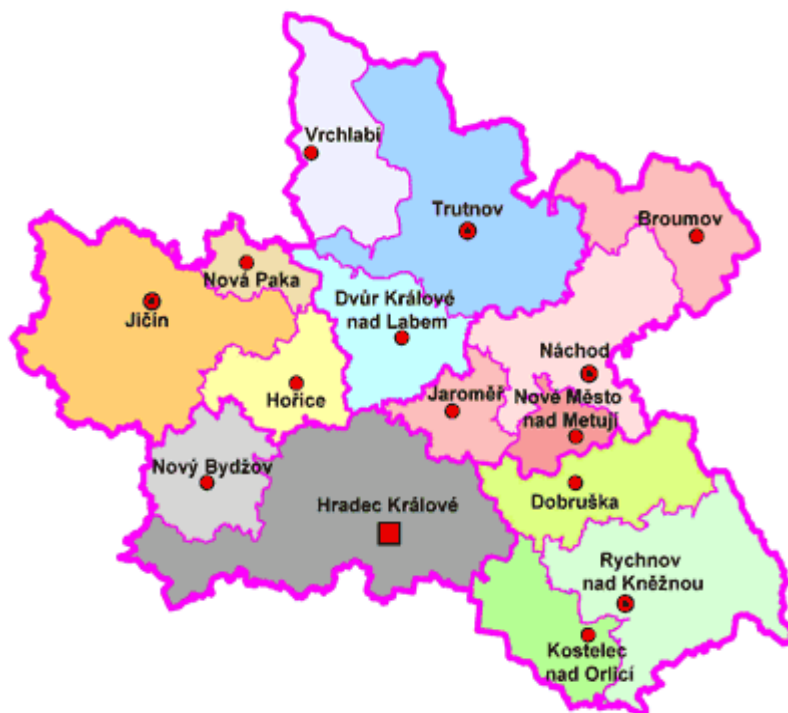 Vrchlabí
Trutnov
Broumov
Nová Paka
Jičín
Dvůr Králové
nad Labem
Náchod
Hořice
Jaroměř
Nové Město
nad Metují
Nový Bydžov
Dobruška
Hradec Králové
Rychnov
nad Kněžnou
Kostelec
nad Orlicí